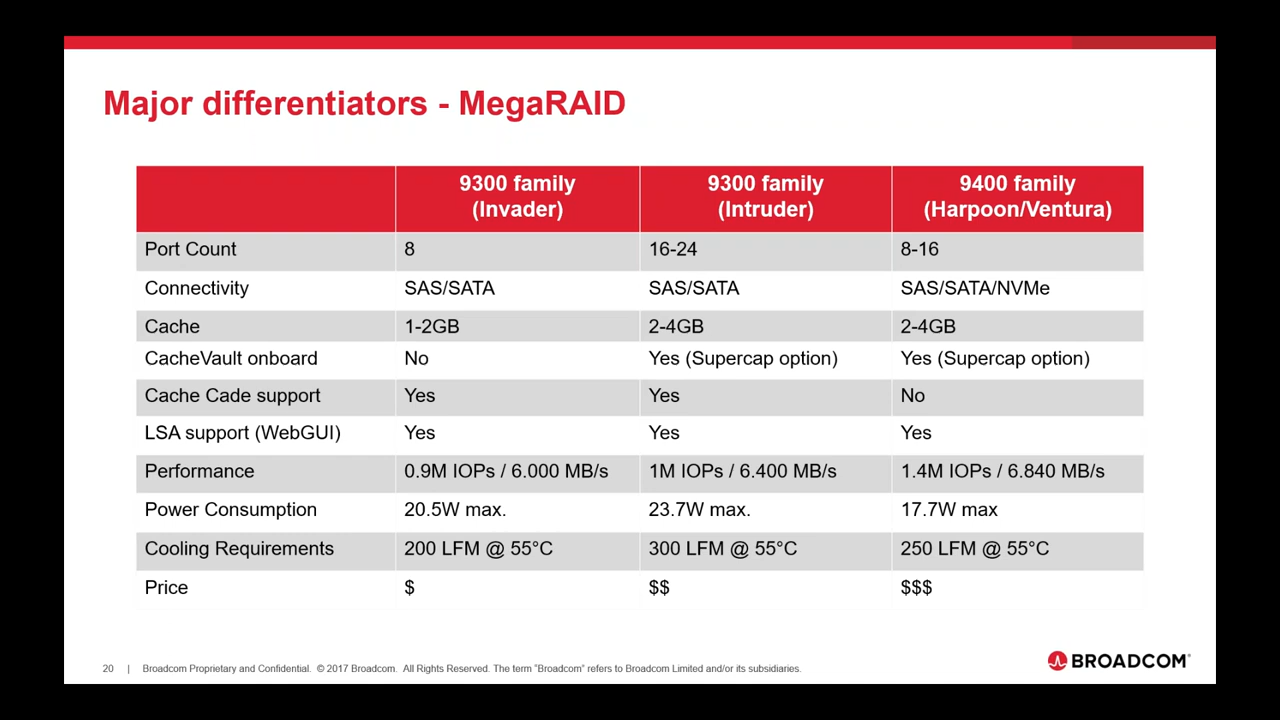 Major differentiators - MegaRAID
9300 family (Invader) 9300 family (Intruder) 9400 family (Harpoon/Ventura)
Port Count 8 16-24 8-16
Connectivity SAS/SATA SAS/SATA SAS/SATA/NVMe
Cache 1-2GB 2-4GB 2-4GB
CacheVault onboard No Yes (Supercap option) Yes (Supercap option)
Cache Cade support Yes Yes No
LSA support (WebGUI) Yes Yes Yes
Performance 0.9M IOPs / 6.000 MB/s 1M IOPs / 6.400 MB/s 1.4M IOPs / 6.840 MB/s
Power Consumption 20.5W max. 23.7W max. 17.7W max
Cooling Requirements 200 LFM @ 55°C 300 LFM @ 55°C 250 LFM @ 55°C
Price $ $$ $$$
20 | Broadcom Proprietary and Confidential. © 2017 Broadcom. All Rights Reserved. The term "Broadcom" refers to Broadcom Limited and/or its subsidiaries.
BROADCOM®